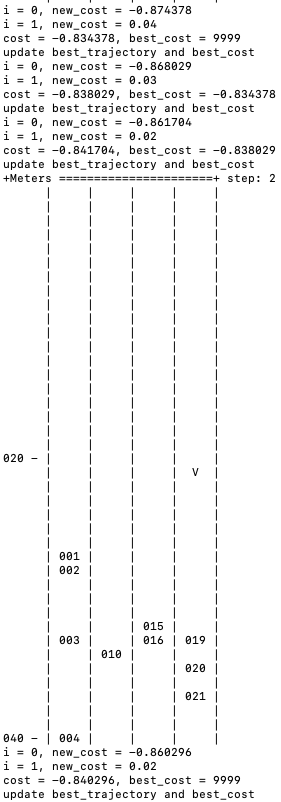 i = 0, new_cost = -0.874378
i = 1, new_cost = 0.04
cost = -0.834378, best_cost = 9999
update best_trajectory and best_cost
i = 0, new_cost = -0.868029
i = 1, new_cost = 0.03
cost = -0.838029, best_cost = -0.834378
update best_trajectory and best_cost
i = 0, new_cost = -0.861704
i = 1, new_cost = 0.02
cost = -0.841704, best_cost = -0.838029
update best_trajectory and best_cost
+Meters ======================+ step: 2
020 -
V
001
002
015
003 016 019
010
020
021
040 - 004
i = 0, new_cost = -0.860296
i = 1, new_cost = 0.02
cost = -0.840296, best_cost = 9999
update best_trajectory and best_cost